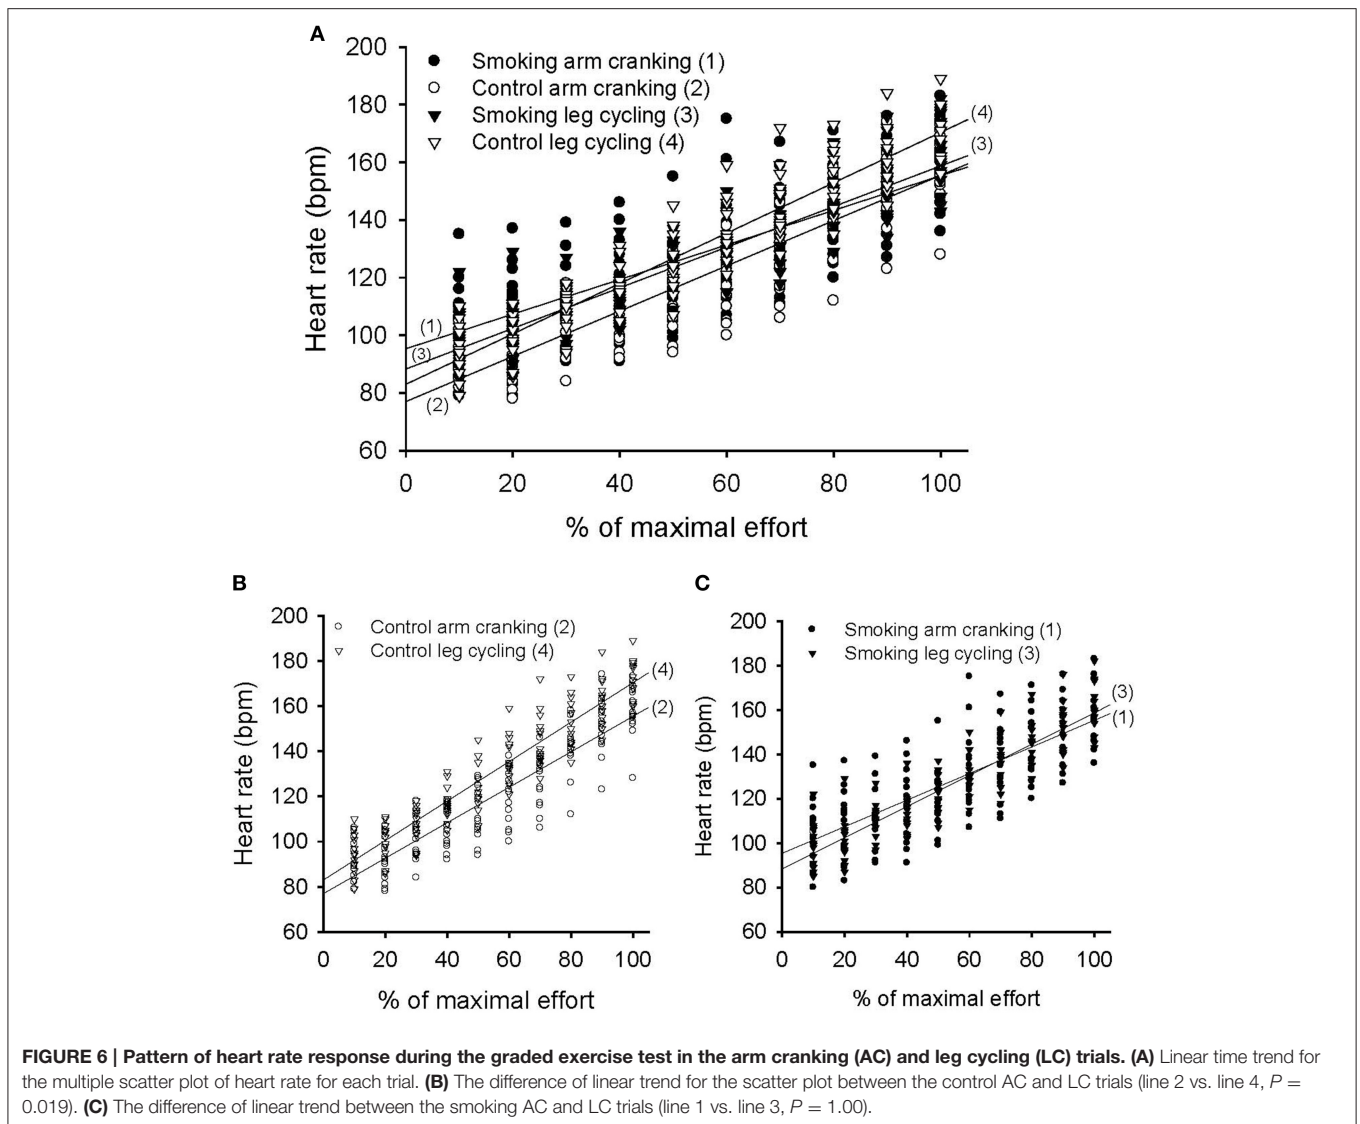 A
200
180
160
140
120
100
80
60
Heart rate (bpm)
Smoking arm cranking (1)
Control arm cranking (2)
Smoking leg cycling (3)
Control leg cycling (4)
(4)
(3)
(1)
(3)
(2)
0 20 40 60 80 100
% of maximal effort
B
200
180
160
140
120
100
80
60
Heart rate (bpm)
Control arm cranking (2)
Control leg cycling (4)
(4)
(2)
0 20 40 60 80 100
% of maximal effort
C
200
180
160
140
120
100
80
60
Heart rate (bpm)
Smoking arm cranking (1)
Smoking leg cycling (3)
(3)
(1)
0 20 40 60 80 100
% of maximal effort
FIGURE 6 | Pattern of heart rate response during the graded exercise test in the arm cranking (AC) and leg cycling (LC) trials. (A) Linear time trend for
the multiple scatter plot of heart rate for each trial. (B) The difference of linear trend for the scatter plot between the control AC and LC trials (line 2 vs. line 4, P =
0.019). (C) The difference of linear trend between the smoking AC and LC trials (line 1 vs. line 3, P = 1.00).